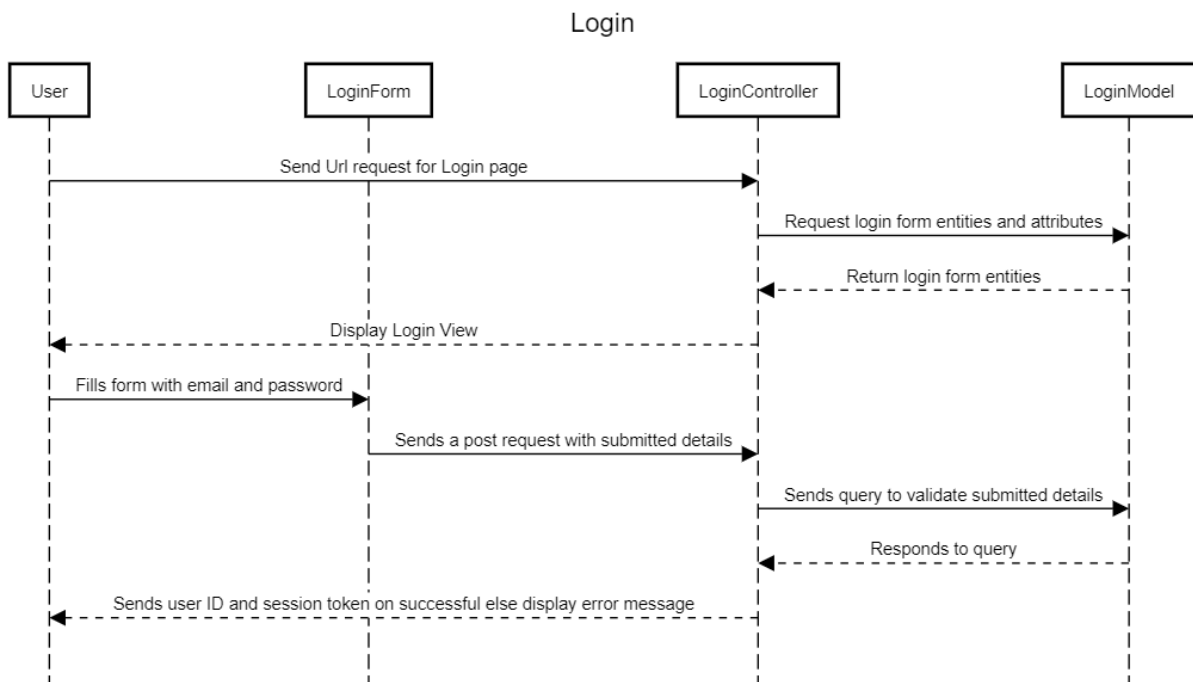 Login
User
LoginForm
LoginController
LoginModel
Send Url request for Login page
Request login form entities and attributes
Return login form entities
Display Login View
Fills form with email and password
Sends a post request with submitted details
Sends query to validate submitted details
Responds to query
Sends user ID and session token on successful else display error message